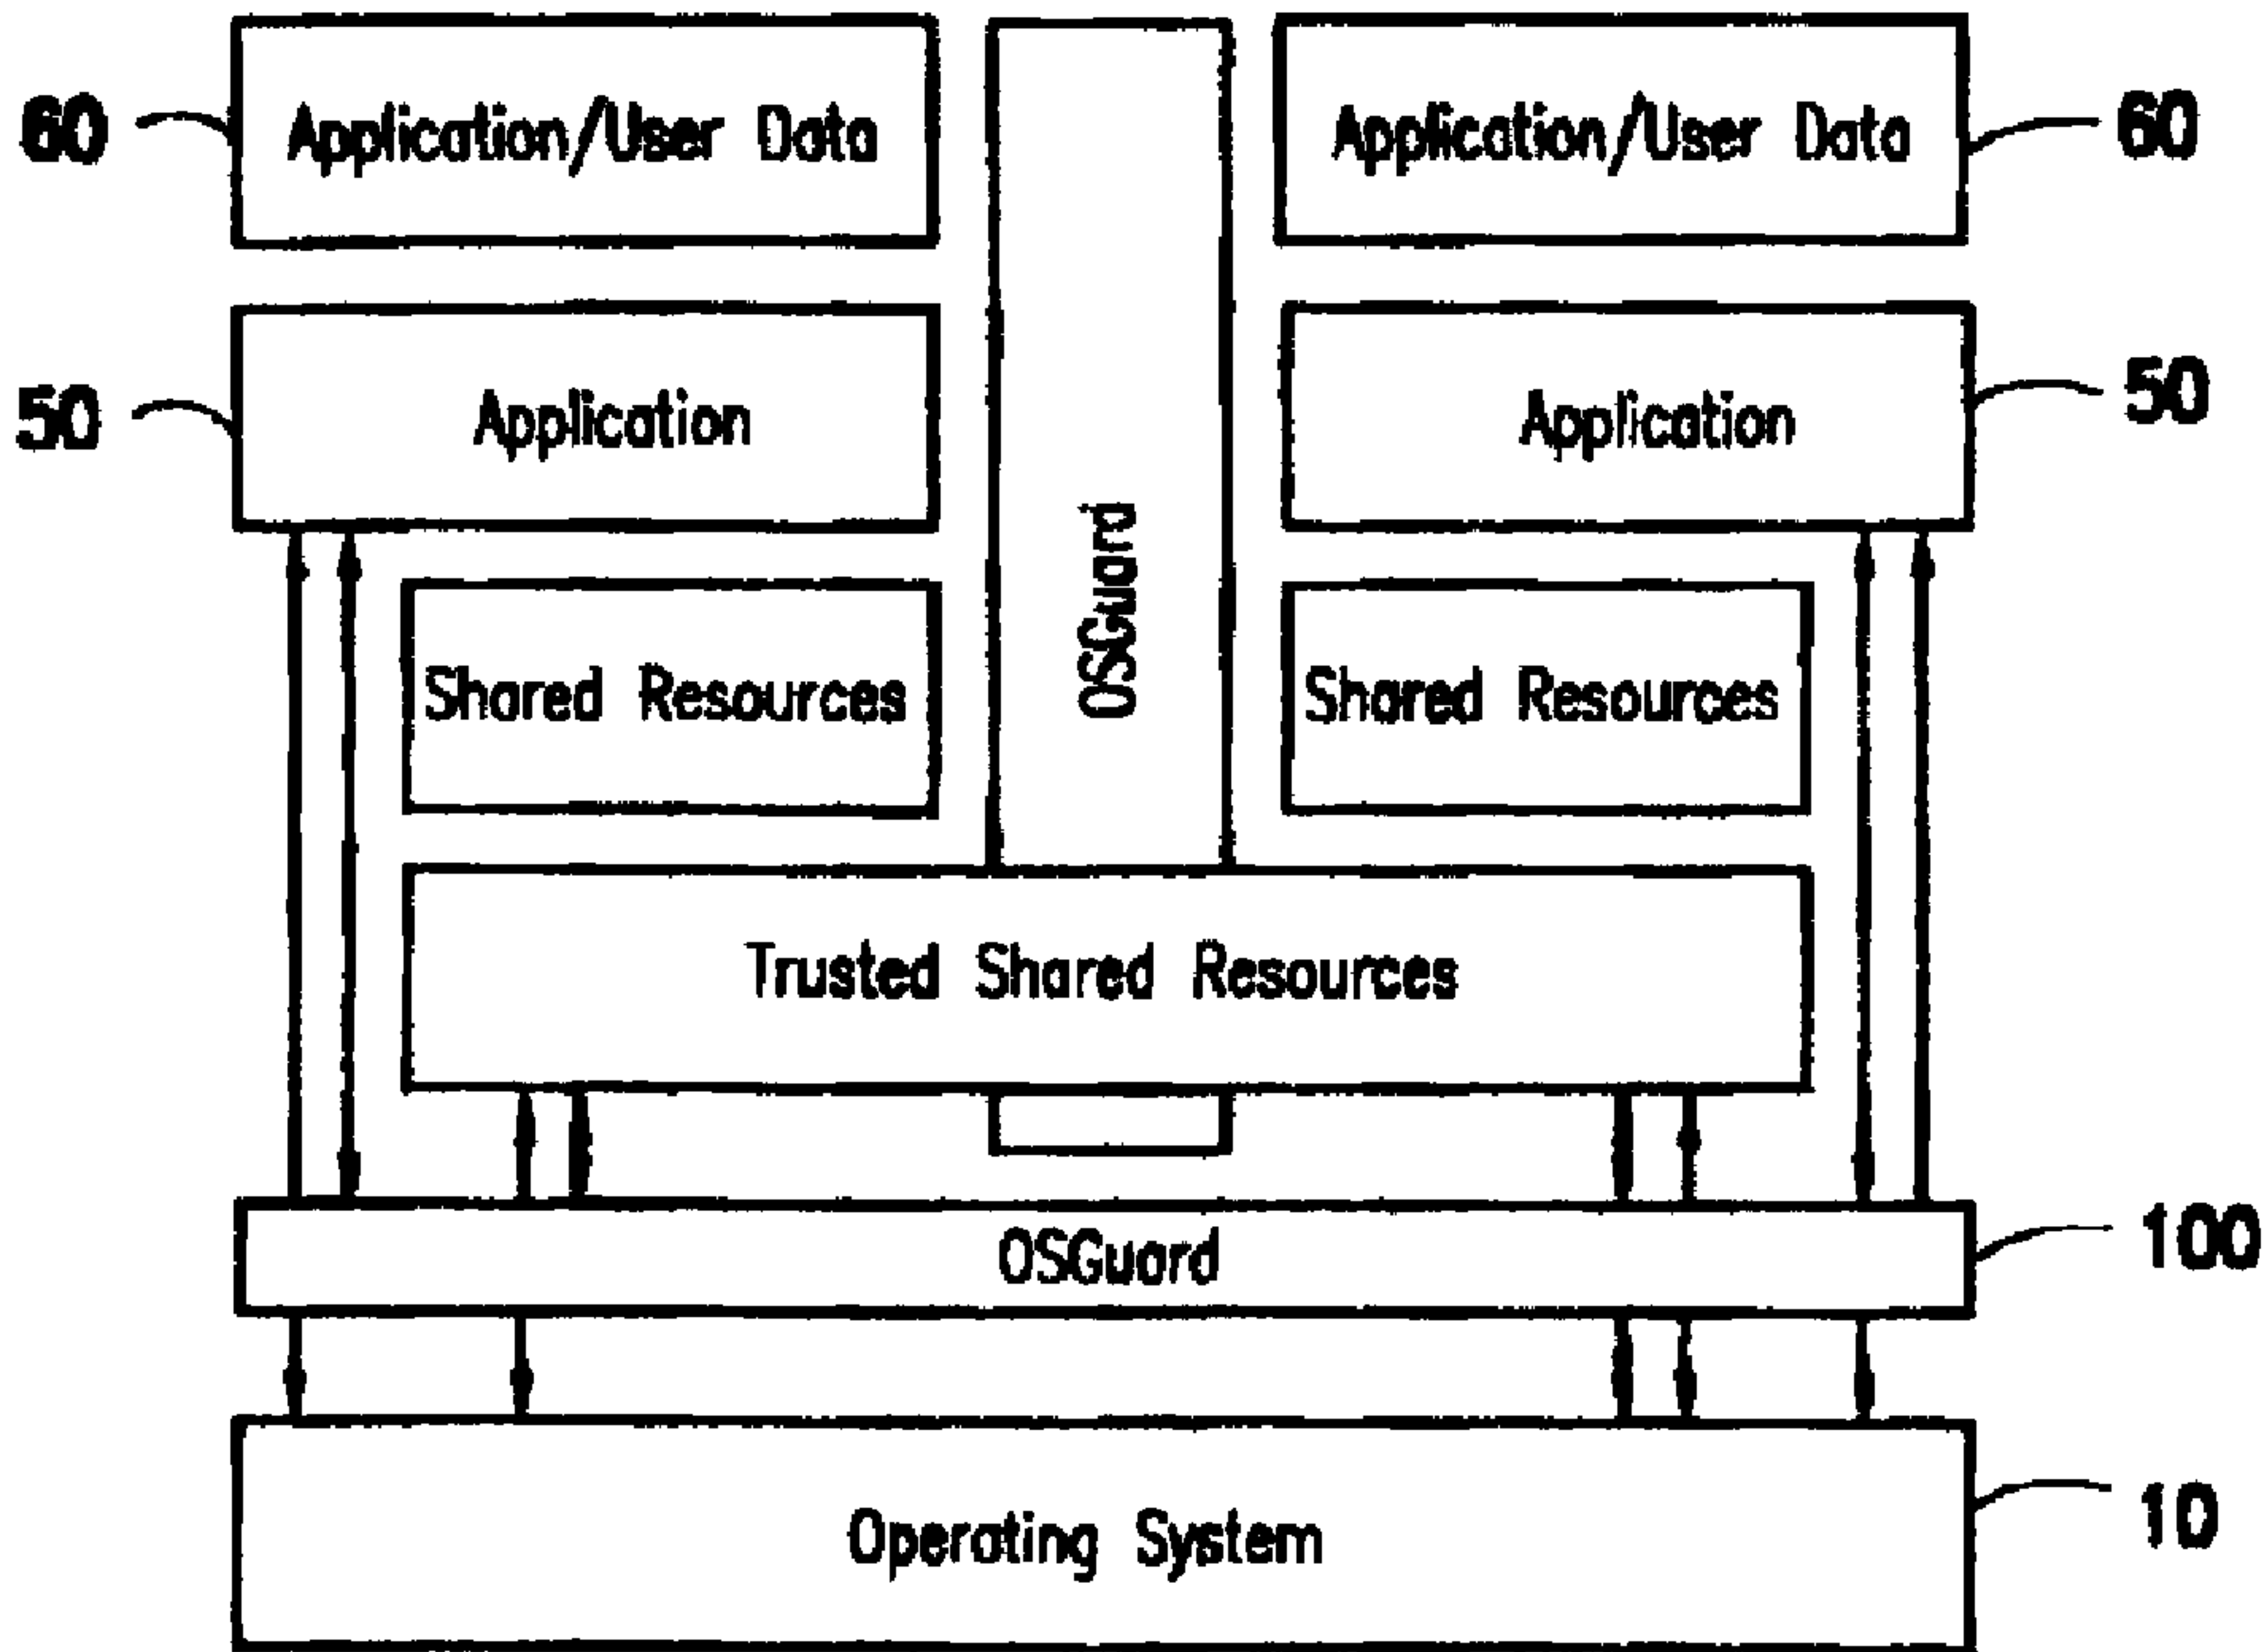 60 Application/User Data Application/User Data 60
50 Application Application 50
OSGuard
Shared Resources Shared Resources
Trusted Shared Resources
OSGuard 100
Operating System 10